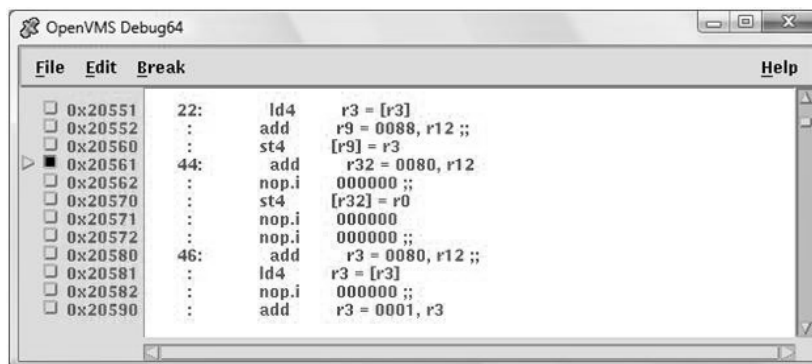 OpenVMS Debug64
File Edit Break Help
0x20551 22: ld4 r3 = [r3]
0x20552 : add r9 = 0088, r12 ;;
0x20560 : st4 [r9] = r3
0x20561 44: add r32 = 0080, r12
0x20562 : nop.i 000000 ;;
0x20570 : st4 [r32] = r0
0x20571 : nop.i 000000
0x20572 : nop.i 000000 ;;
0x20580 46: add r3 = 0080, r12 ;;
0x20581 : ld4 r3 = [r3]
0x20582 : nop.i 000000 ;;
0x20590 : add r3 = 0001, r3